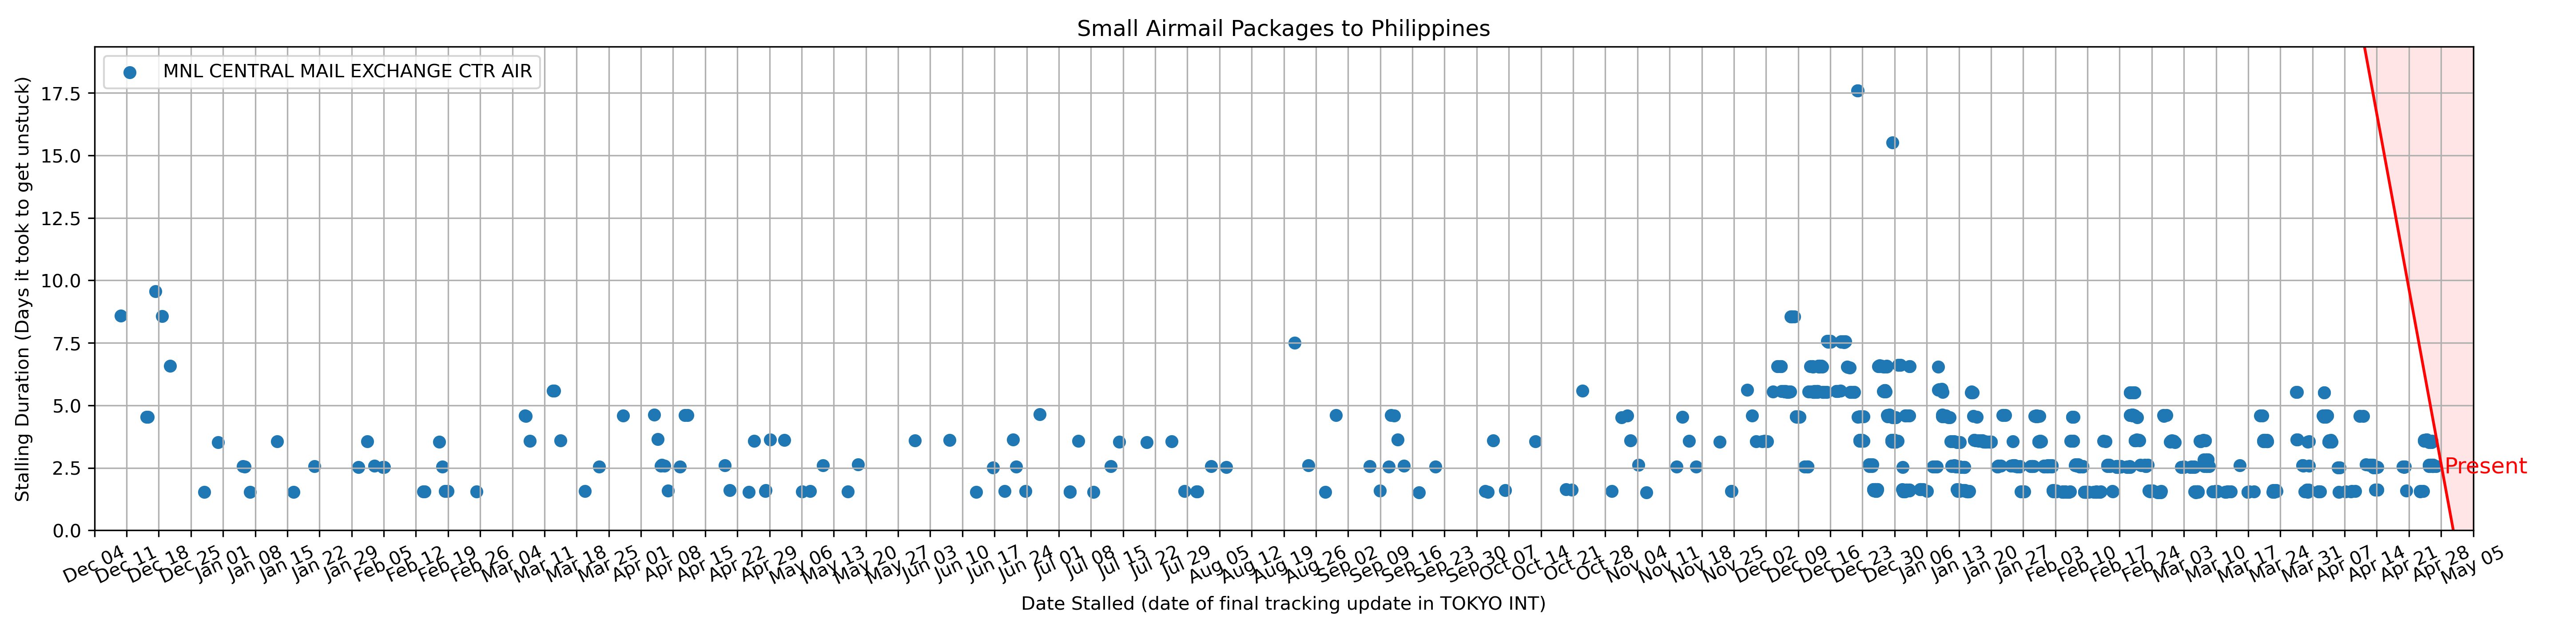 Small Airmail Packages to Philippines
MNL CENTRAL MAIL EXCHANGE CTR AIR
Stalling Duration (Days it took to get unstuck)
17.5
15.0
12.5
10.0
7.5
5.0
2.5
0.0
Present
Dec 04 Dec 11 Dec 18 Dec 25 Jan 01 Jan 08 Jan 15 Jan 22 Jan 29 Feb 05 Feb 12 Feb 19 Feb 26 Mar 04 Mar 11 Mar 18 Mar 25 Apr 01 Apr 08 Apr 15 Apr 22 Apr 29 May 06 May 13 May 20 May 27 Jun 03 Jun 10 Jun 17 Jun 24 Jul 01 Jul 08 Jul 15 Jul 22 Jul 29 Aug 05 Aug 12 Aug 19 Aug 26 Sep 02 Sep 09 Sep 16 Sep 23 Sep 30 Oct 07 Oct 14 Oct 21 Oct 28 Nov 04 Nov 11 Nov 18 Nov 25 Dec 02 Dec 09 Dec 16 Dec 23 Dec 30 Jan 06 Jan 13 Jan 20 Jan 27 Feb 03 Feb 10 Feb 17 Feb 24 Mar 03 Mar 10 Mar 17 Mar 24 Mar 31 Apr 07 Apr 14 Apr 21 Apr 28 May 05
Date Stalled (date of final tracking update in TOKYO INT)